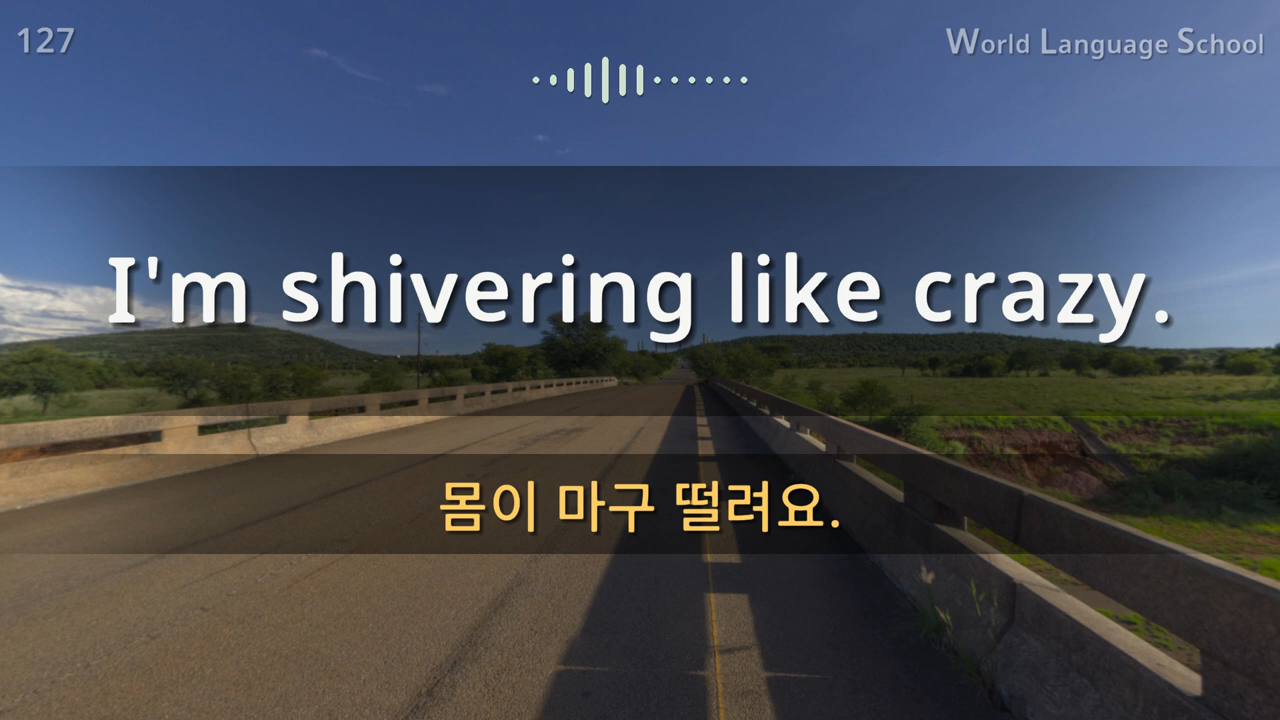 127
World Language School
I'm shivering like crazy.
몸이 마구 떨려요.